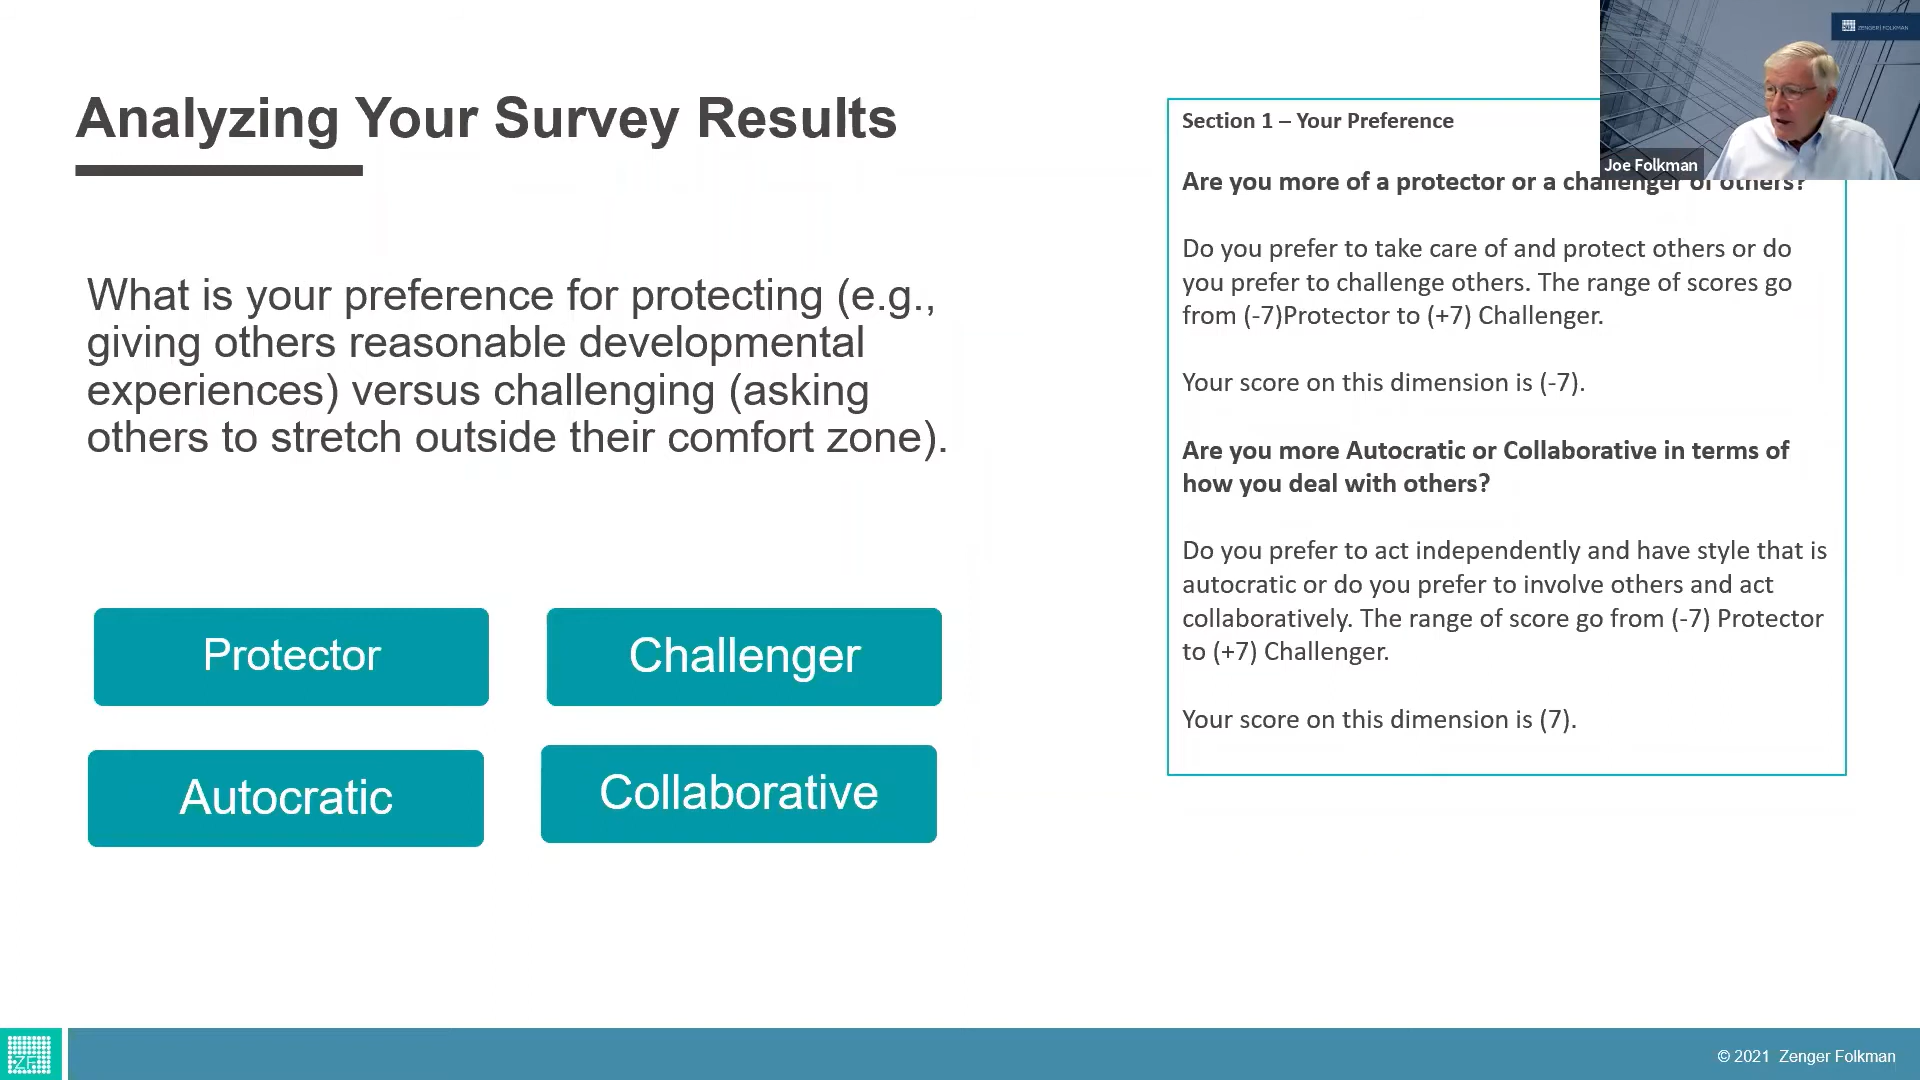 Analyzing Your Survey Results
What is your preference for protecting (e.g.,
giving others reasonable developmental
experiences) versus challenging (asking
others to stretch outside their comfort zone).
Protector
Challenger
Autocratic
Collaborative
Section 1 – Your Preference
Are you more of a protector or a challenger of others?
Do you prefer to take care of and protect others or do
you prefer to challenge others. The range of scores go
from (-7)Protector to (+7) Challenger.
Your score on this dimension is (-7).
Are you more Autocratic or Collaborative in terms of
how you deal with others?
Do you prefer to act independently and have style that is
autocratic or do you prefer to involve others and act
collaboratively. The range of score go from (-7) Protector
to (+7) Challenger.
Your score on this dimension is (7).
ZENGER|FOLKMAN
Joe Folkman
ZF
© 2021 Zenger Folkman